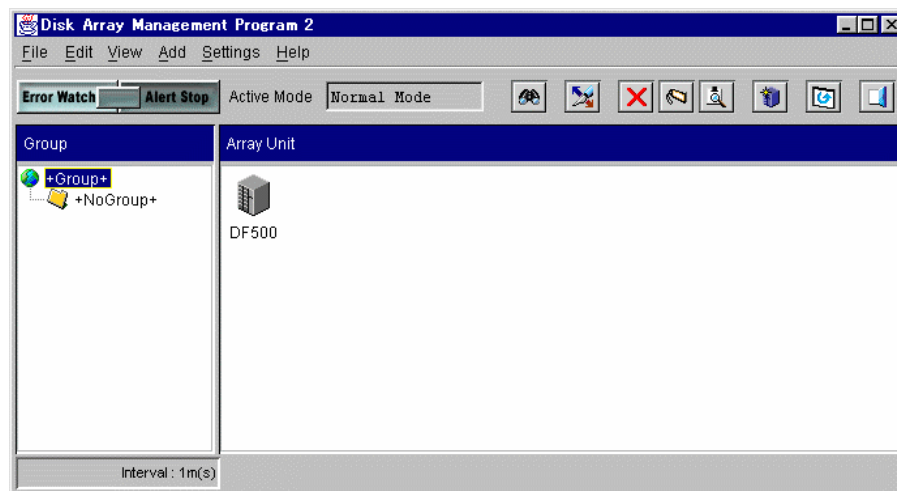 Disk Array Management Program 2
File Edit View Add Settings Help
Error Watch Alert Stop Active Mode Normal Mode
Group Array Unit
+Group+
+NoGroup+
DF500
Interval : 1m(s)